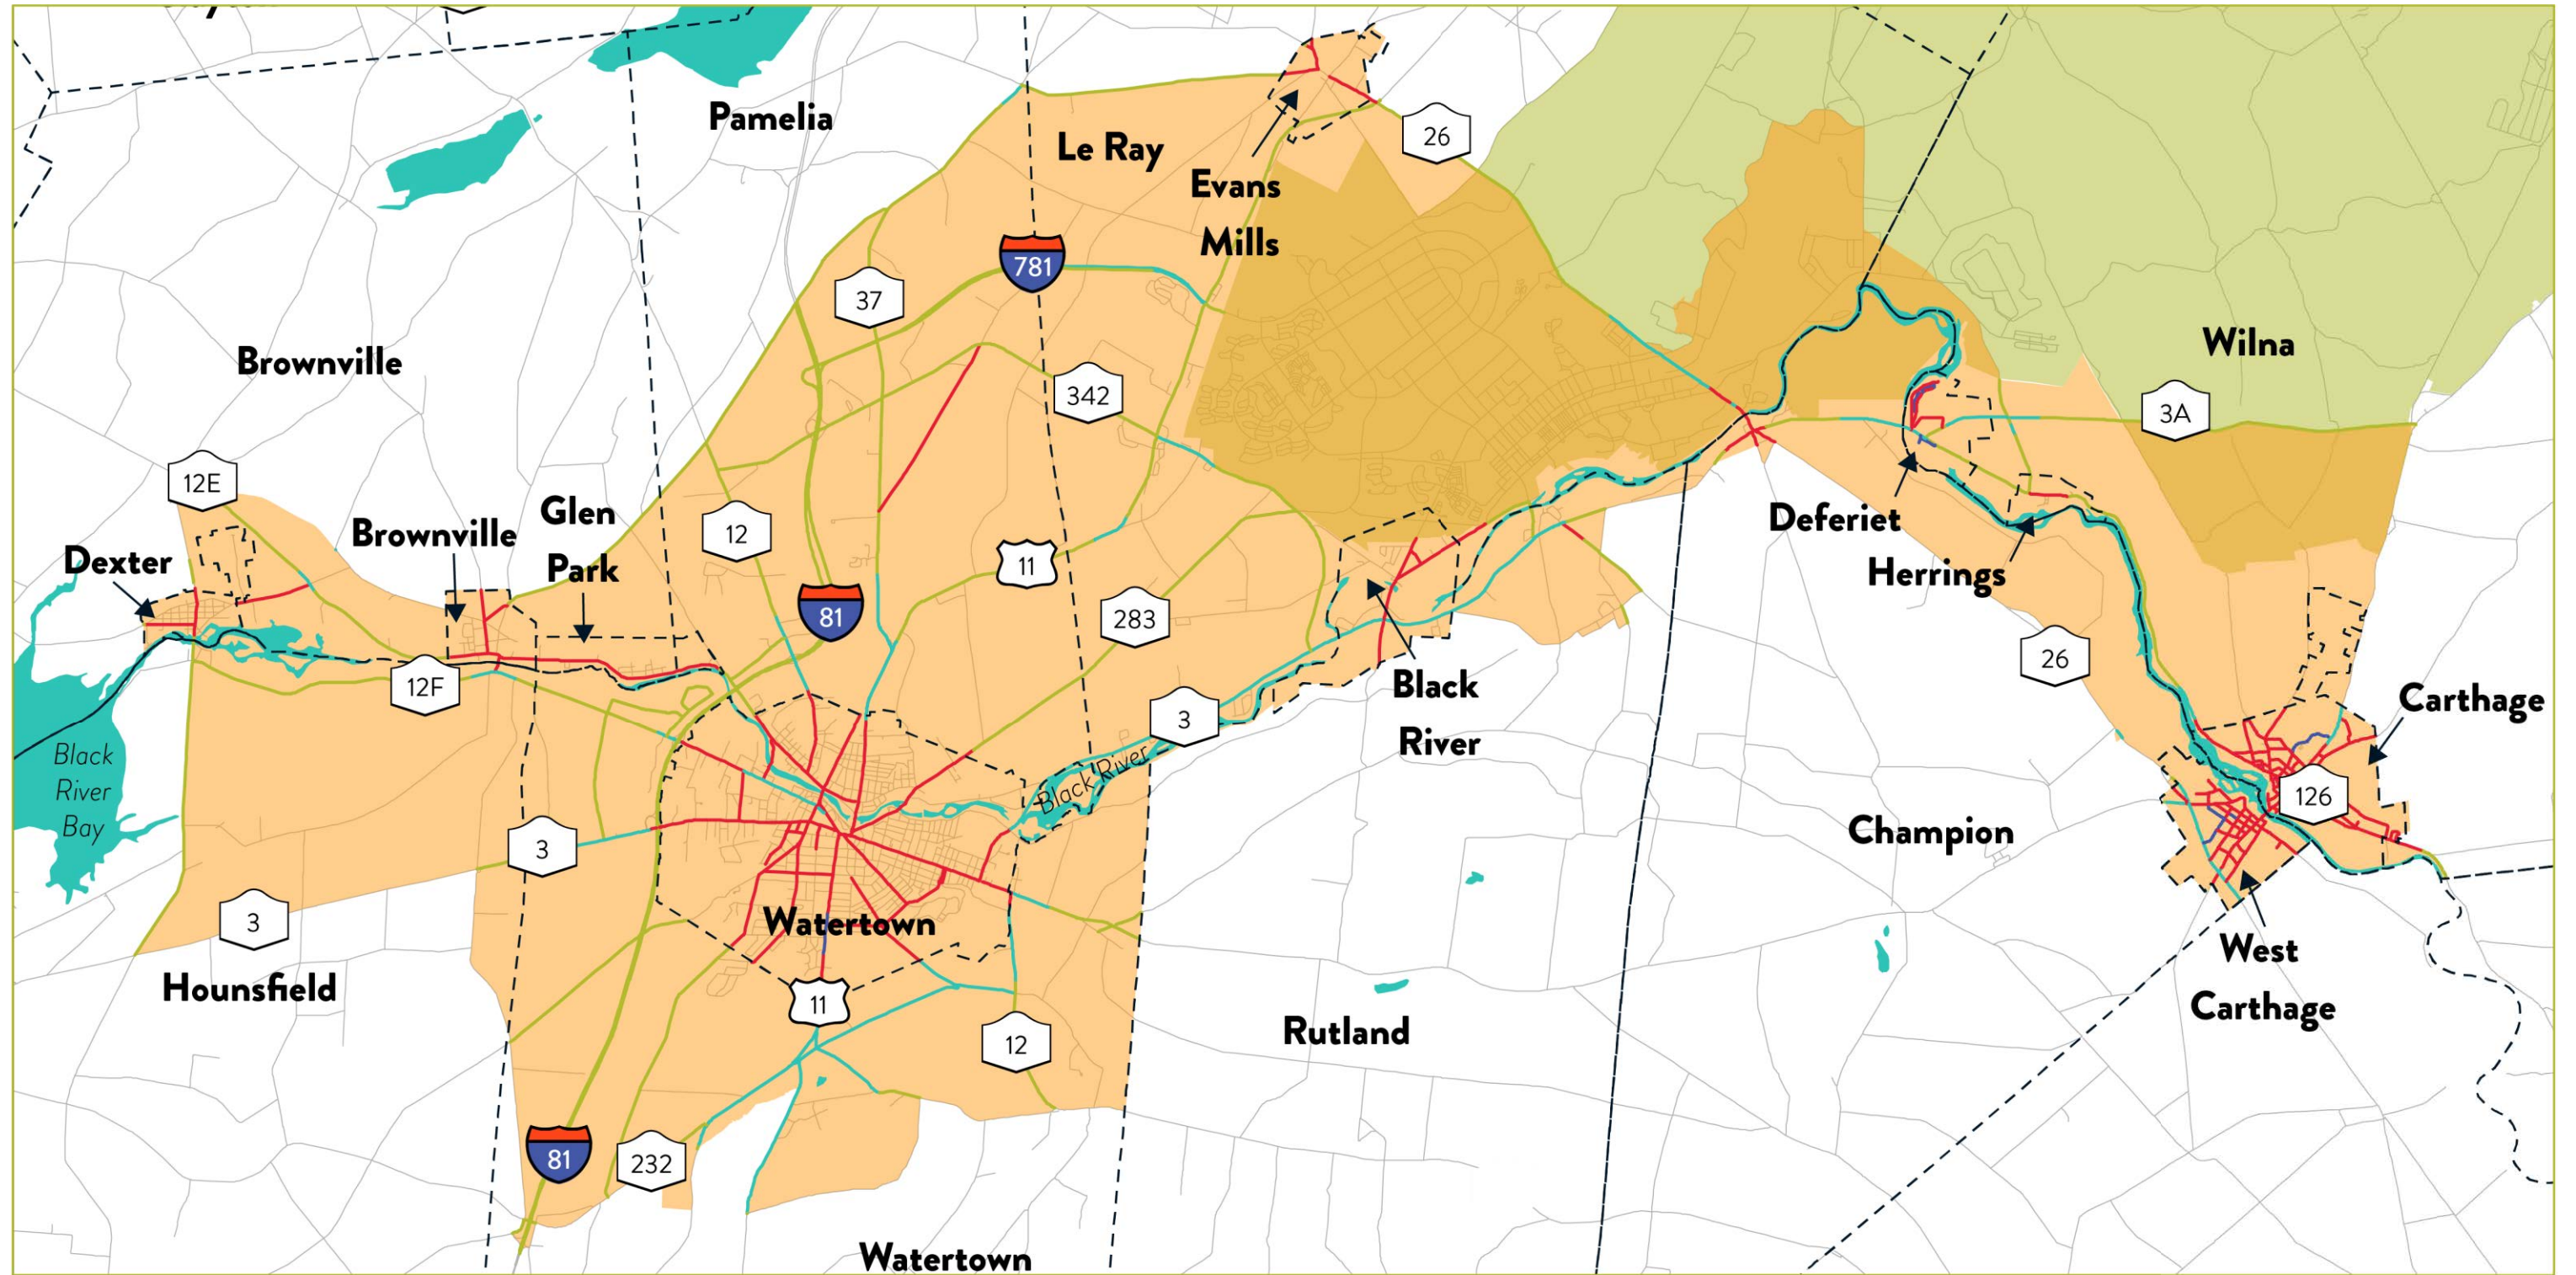 Pamelia
Le Ray
26
Evans
Mills
781
37
Wilna
Brownville
342
3A
12E
Glen
Park
12
Brownville
Dexter
11
Deferiet
Herrings
81
283
26
12F
Black
River
3
Carthage
Black
River
Bay
Black River
126
3
Champion
3
Watertown
Hounsfield
11
West
Carthage
Rutland
12
81
232
Watertown